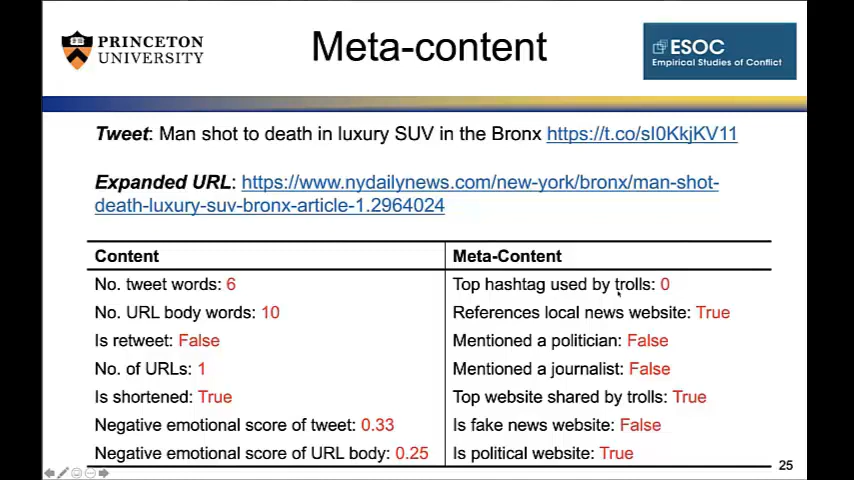 PRINCETON
UNIVERSITY
Meta-content
ESOC
Empirical Studies of Conflict
Tweet: Man shot to death in luxury SUV in the Bronx https://t.co/sI0KkjKV11
Expanded URL: https://www.nydailynews.com/new-york/bronx/man-shot-
death-luxury-suv-bronx-article-1.2964024
Content
Meta-Content
No. tweet words: 6
Top hashtag used by trolls: 0
No. URL body words: 10
References local news website: True
Is retweet: False
Mentioned a politician: False
No. of URLs: 1
Mentioned a journalist: False
Is shortened: True
Top website shared by trolls: True
Negative emotional score of tweet: 0.33
Is fake news website: False
Negative emotional score of URL body: 0.25
Is political website: True
25